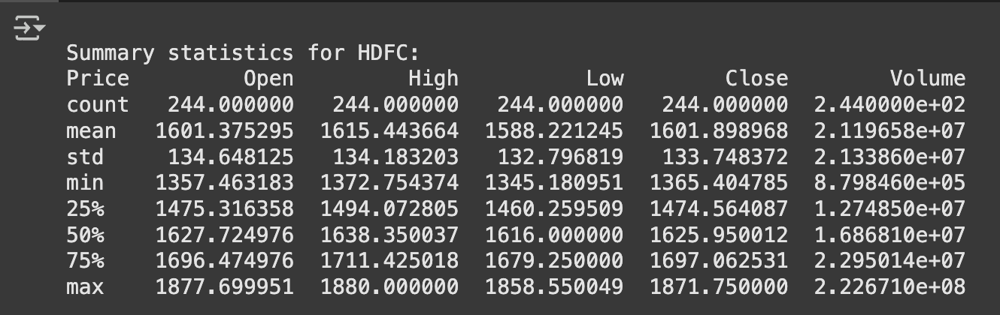 Summary statistics for HDFC:
Price Open High Low Close Volume
count 244.000000 244.000000 244.000000 244.000000 2.440000e+02
mean 1601.375295 1615.443664 1588.221245 1601.898968 2.119658e+07
std 134.648125 134.183203 132.796819 133.748372 2.133860e+07
min 1357.463183 1372.754374 1345.180951 1365.404785 8.798460e+05
25% 1475.316358 1494.072805 1460.259509 1474.564087 1.274850e+07
50% 1627.724976 1638.350037 1616.000000 1625.950012 1.686810e+07
75% 1696.474976 1711.425018 1679.250000 1697.062531 2.295014e+07
max 1877.699951 1880.000000 1858.550049 1871.750000 2.226710e+08